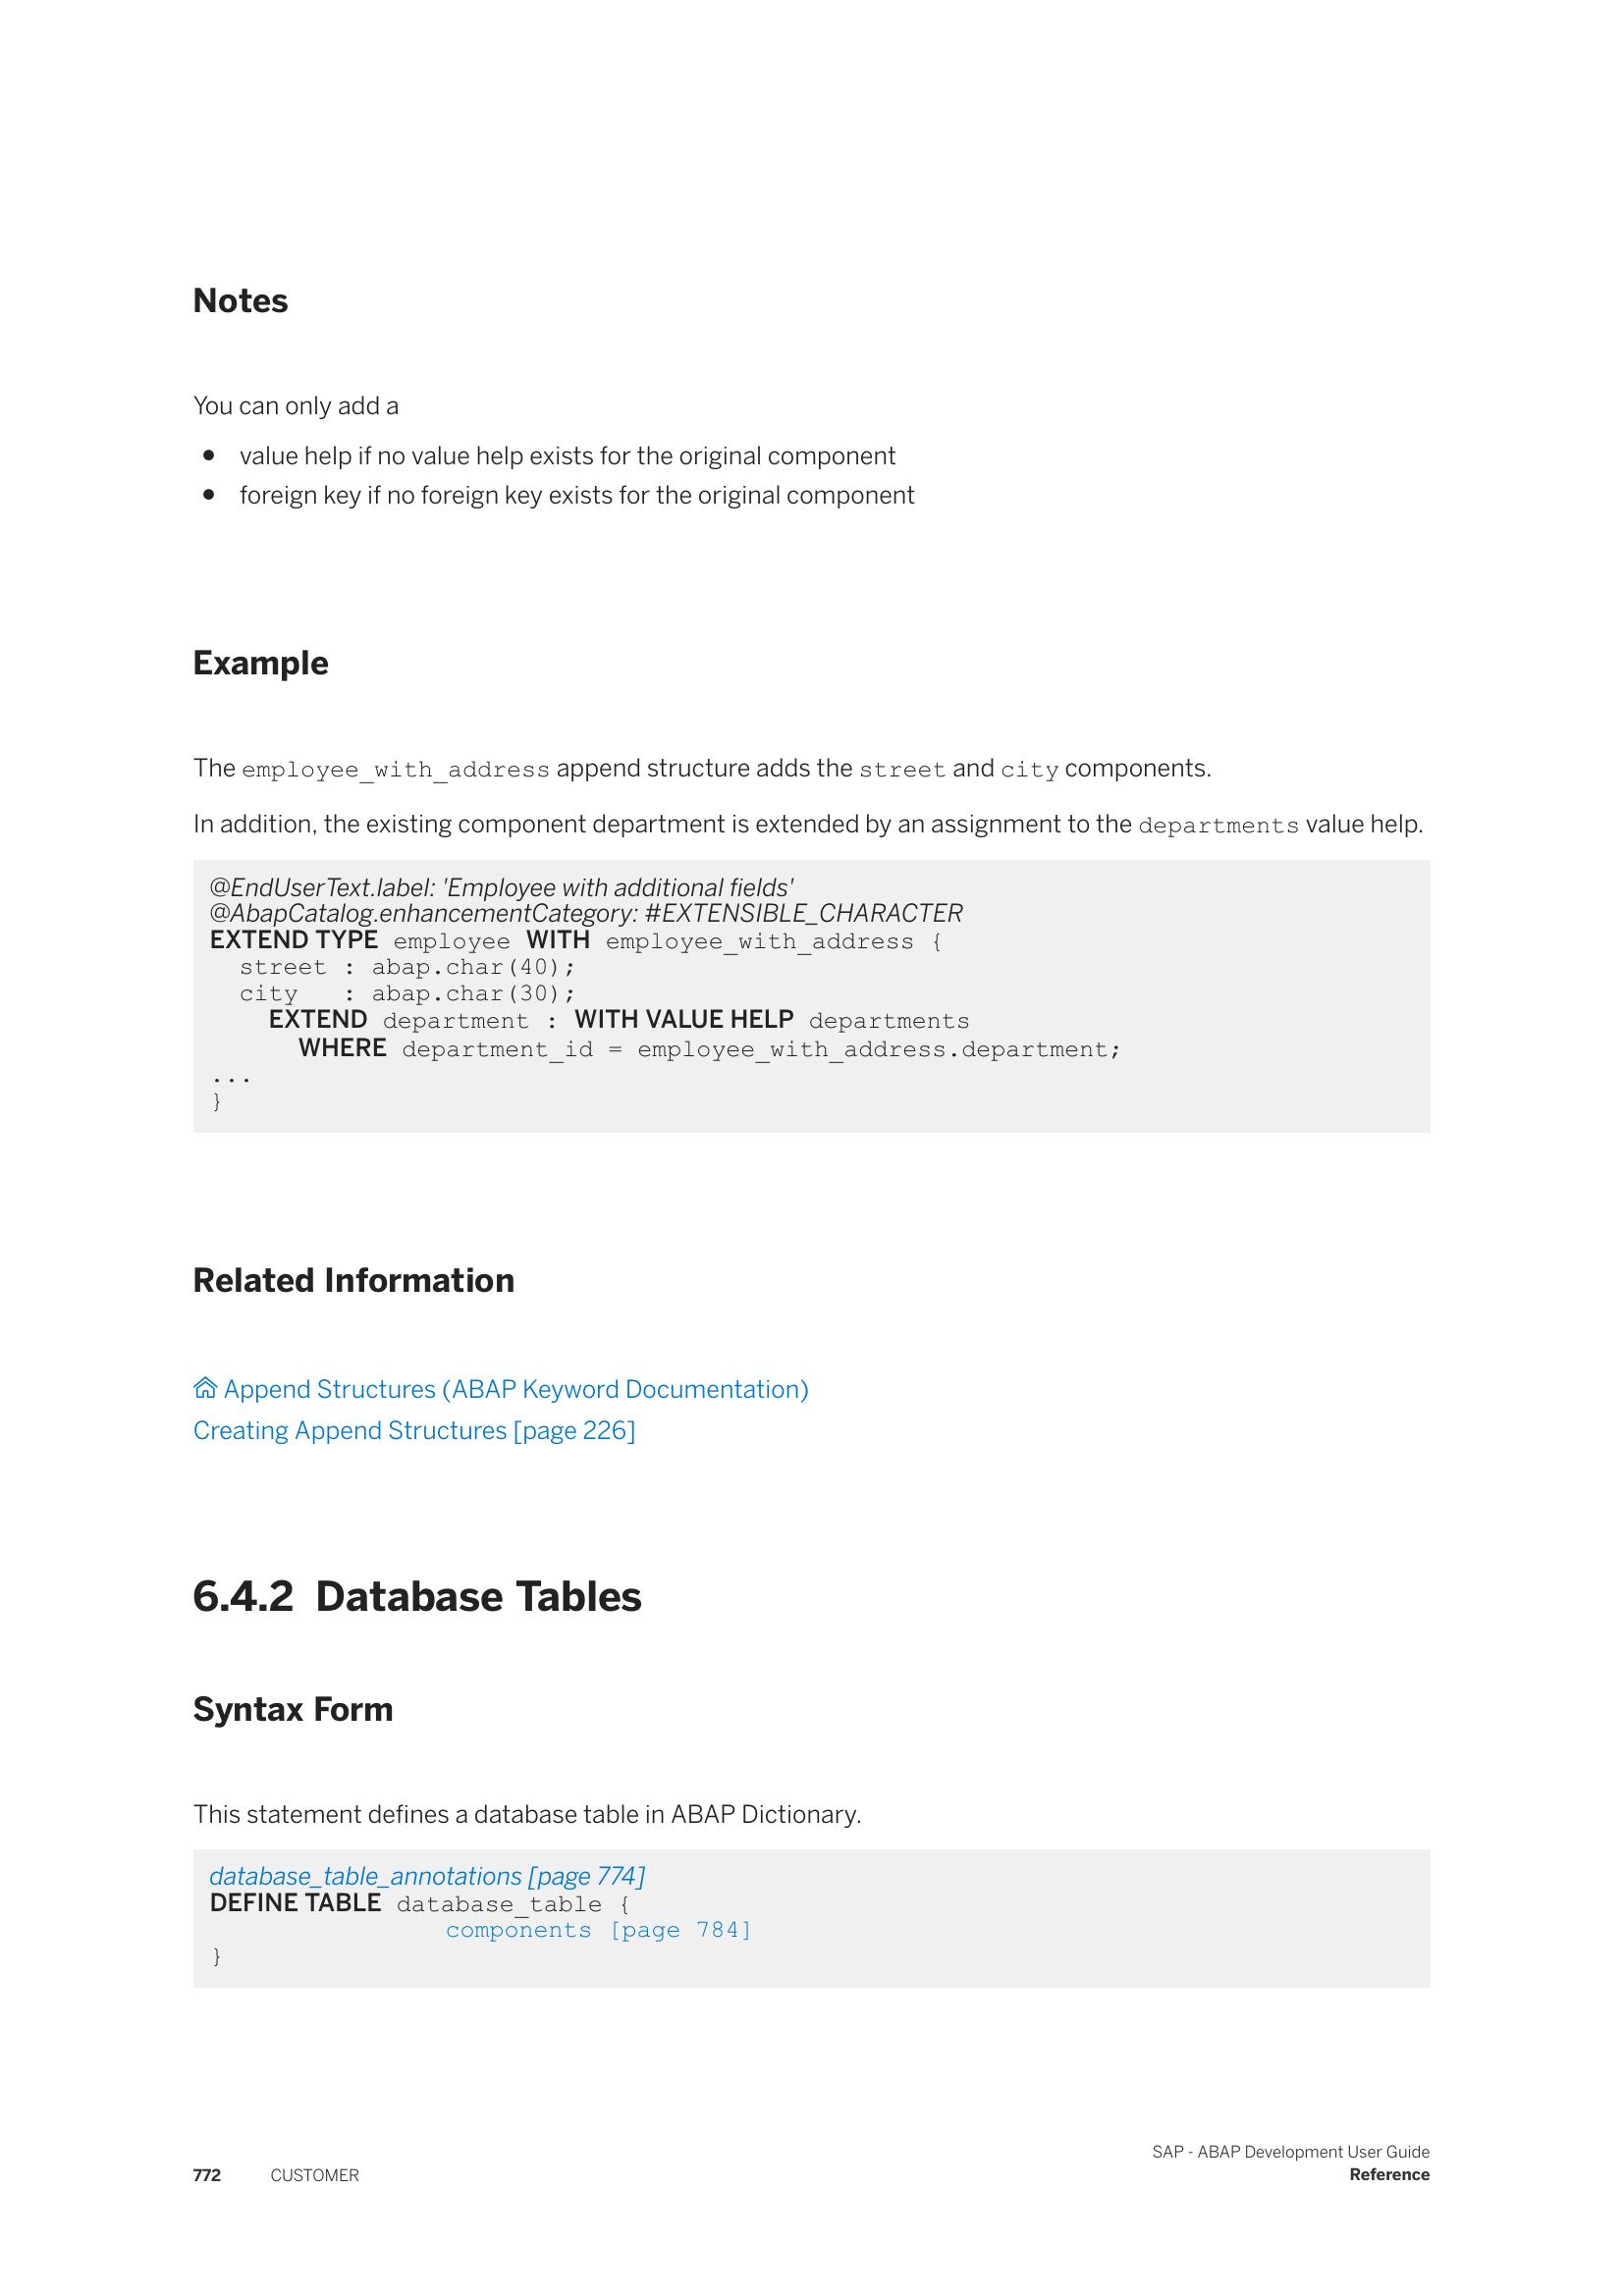 Notes
You can only add a
● value help if no value help exists for the original component
● foreign key if no foreign key exists for the original component
Example
The employee_with_address append structure adds the street and city components.
In addition, the existing component department is extended by an assignment to the departments value help.
@EndUserText.label: 'Employee with additional fields'
@AbapCatalog.enhancementCategory: #EXTENSIBLE_CHARACTER
EXTEND TYPE employee WITH employee_with_address {
  street : abap.char(40);
  city   : abap.char(30);
    EXTEND department : WITH VALUE HELP departments
      WHERE department_id = employee_with_address.department;
...
}
Related Information
Append Structures (ABAP Keyword Documentation)
Creating Append Structures [page 226]
6.4.2 Database Tables
Syntax Form
This statement defines a database table in ABAP Dictionary.
database_table_annotations [page 774]
DEFINE TABLE database_table {
                components [page 784]
}
SAP - ABAP Development User Guide
772 CUSTOMER Reference